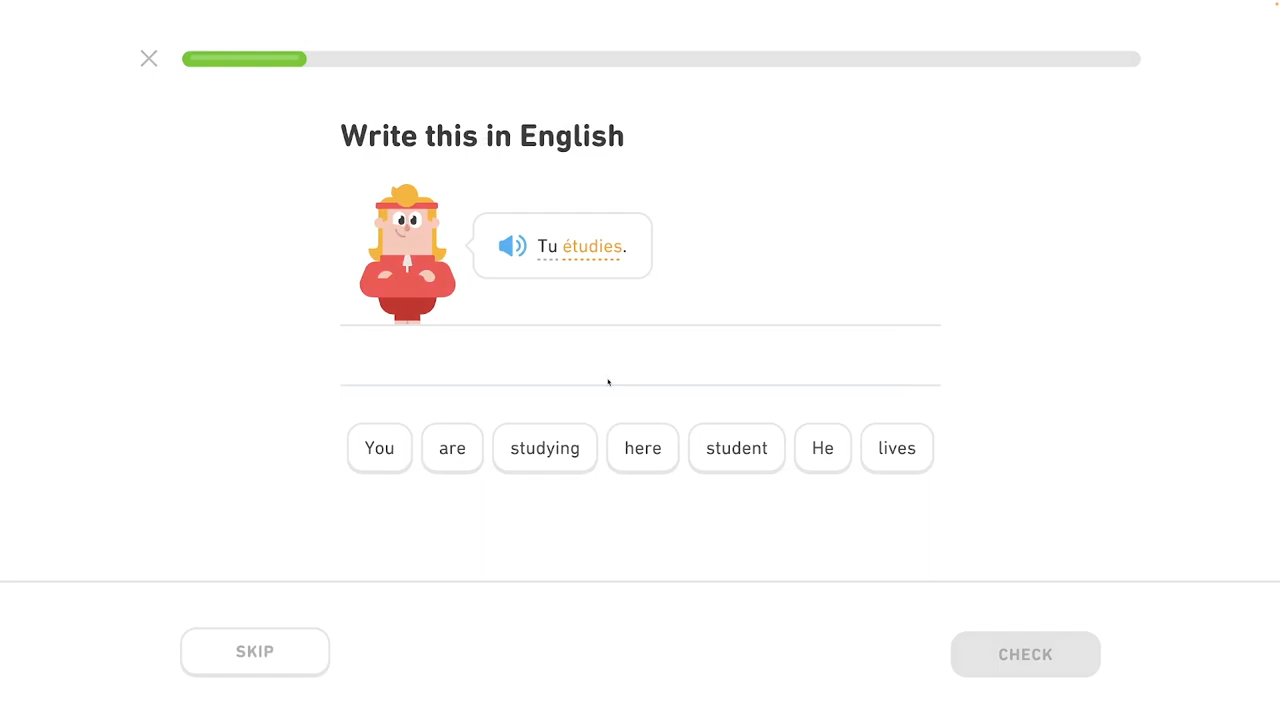 Write this in English
Tu étudies.
You are studying here student He lives
SKIP CHECK